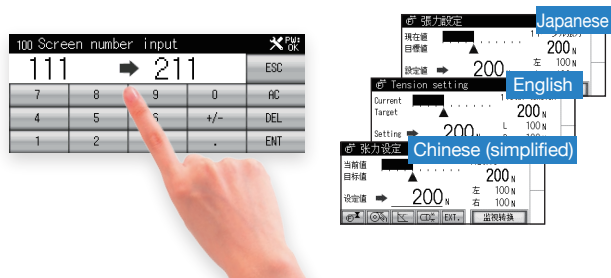 100 Screen number input PW: OK
111 ➡ 211 ESC
7 8 9 0 AC
4 5 6 +/- DEL
1 2 . ENT
張力設定
Japanese
現在値
目標値 200 N
設定値 ➡ 200 左 100 N
Tension setting
English
Current
Target 200 N
Setting ➡ 200 N L 100 N
张力设定
Chinese (simplified)
当前值
目标值 200 N
设定值 ➡ 200 N 左 100 N
右 100 N
EXT. 监视转换